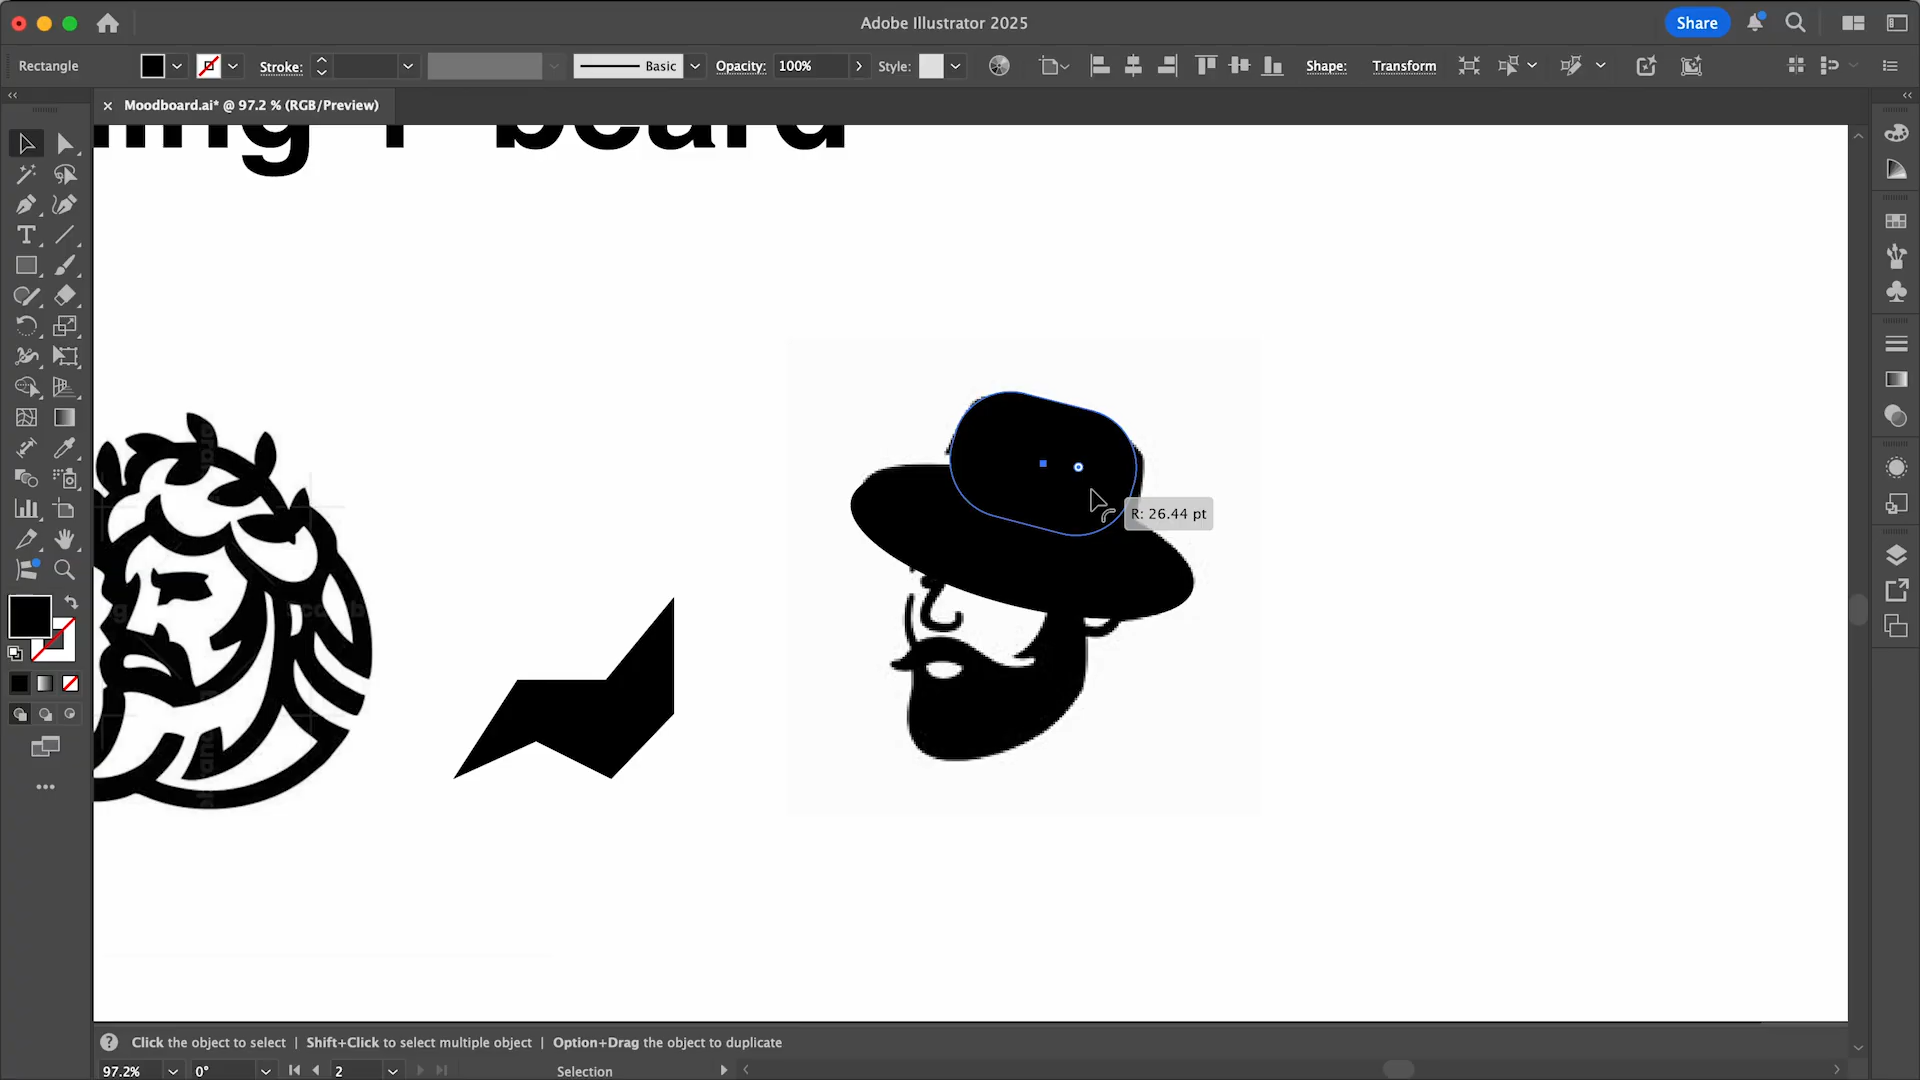 Adobe Illustrator 2025
Share
Rectangle
Stroke:
Basic
Opacity:
100%
Style:
Shape:
Transform
Moodboard.ai* @ 97.2 % (RGB/Preview)
beard
R: 26.44 pt
Click the object to select | Shift+Click to select multiple object | Option+Drag the object to duplicate
97.2%
0°
2
Selection